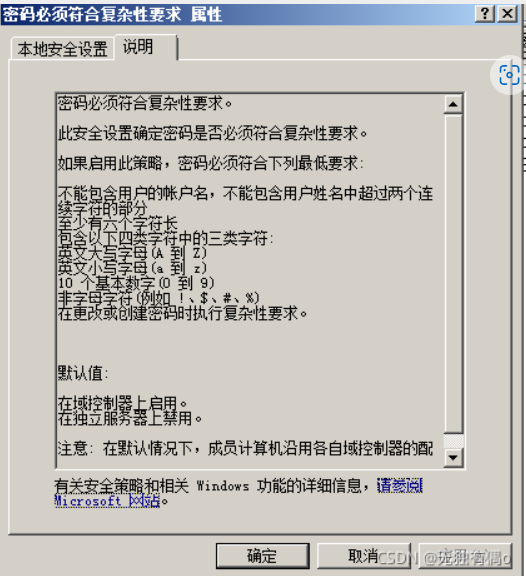 密码必须符合复杂性要求 属性
本地安全设置 说明
密码必须符合复杂性要求。
此安全设置确定密码是否必须符合复杂性要求。
如果启用此策略，密码必须符合下列最低要求:
不能包含用户的帐户名，不能包含用户姓名中超过两个连
续字符的部分
至少有六个字符长
包含以下四类字符中的三类字符:
英文大写字母(A 到 Z)
英文小写字母(a 到 z)
10 个基本数字(0 到 9)
非字母字符(例如 !、$、#、%)
在更改或创建密码时执行复杂性要求。
默认值:
在域控制器上启用。
在独立服务器上禁用。
注意: 在默认情况下，成员计算机沿用各自域控制器的配
有关安全策略和相关 Windows 功能的详细信息，请参阅
Microsoft 网站。
确定 取消
CSDN